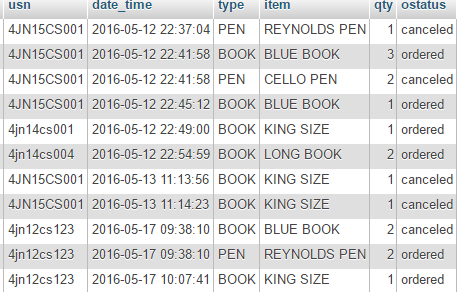 usn date_time type item qty ostatus
4JN15CS001 2016-05-12 22:37:04 PEN REYNOLDS PEN 1 canceled
4JN15CS001 2016-05-12 22:41:58 BOOK BLUE BOOK 3 ordered
4JN15CS001 2016-05-12 22:41:58 PEN CELLO PEN 2 canceled
4JN15CS001 2016-05-12 22:45:12 BOOK BLUE BOOK 1 ordered
4jn14cs001 2016-05-12 22:49:00 BOOK KING SIZE 1 ordered
4jn14cs004 2016-05-12 22:54:59 BOOK LONG BOOK 2 ordered
4JN15CS001 2016-05-13 11:13:56 BOOK KING SIZE 1 canceled
4JN15CS001 2016-05-13 11:14:23 BOOK KING SIZE 1 canceled
4jn12cs123 2016-05-17 09:38:10 BOOK BLUE BOOK 2 canceled
4jn12cs123 2016-05-17 09:38:10 PEN REYNOLDS PEN 2 ordered
4jn12cs123 2016-05-17 10:07:41 BOOK KING SIZE 1 ordered